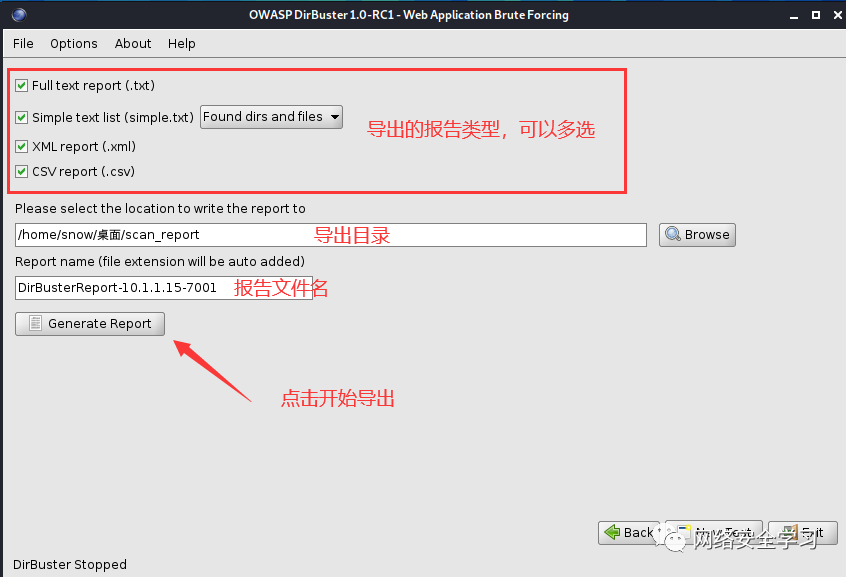 OWASP DirBuster 1.0-RC1 - Web Application Brute Forcing
File Options About Help
Full text report (.txt)
Simple text list (simple.txt) Found dirs and files
导出的报告类型，可以多选
XML report (.xml)
CSV report (.csv)
Please select the location to write the report to
/home/snow/桌面/scan_report 导出目录 Browse
Report name (file extension will be auto added)
DirBusterReport-10.1.1.15-7001 报告文件名
Generate Report
点击开始导出
Back Exit
网络安全学习
DirBuster Stopped